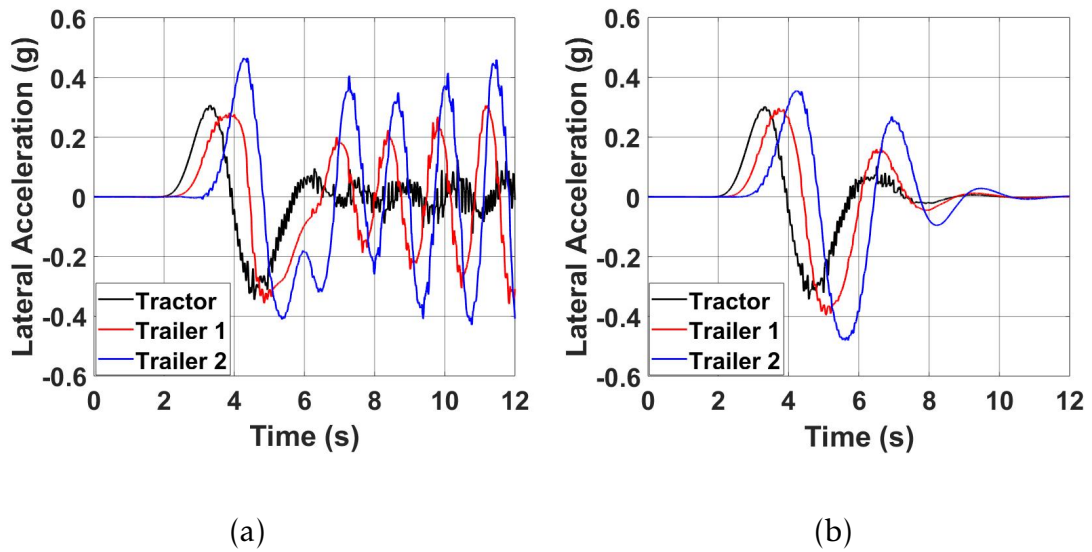 0.6
0.4
0.2
0
-0.2
-0.4
-0.6
Lateral Acceleration (g)
Tractor
Trailer 1
Trailer 2
0 2 4 6 8 10 12
Time (s)
(a)
0.6
0.4
0.2
0
-0.2
-0.4
-0.6
Lateral Acceleration (g)
Tractor
Trailer 1
Trailer 2
0 2 4 6 8 10 12
Time (s)
(b)